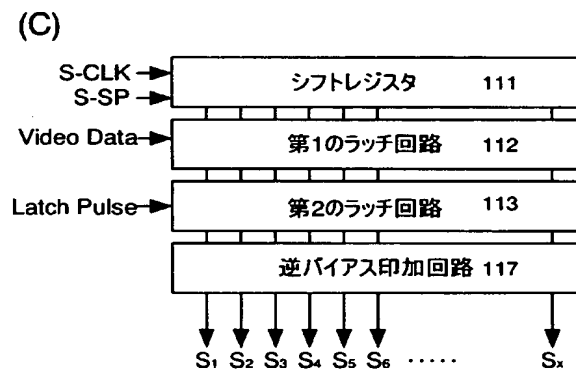 (C)
S-CLK
S-SP
シフトレジスタ 111
Video Data
第1のラッチ回路 112
Latch Pulse
第2のラッチ回路 113
逆バイアス印加回路 117
S1 S2 S3 S4 S5 S6 ····· Sx